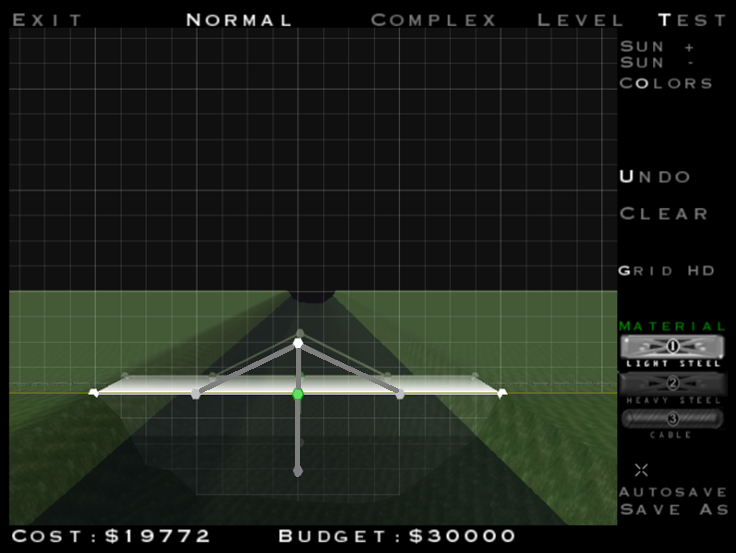 EXIT NORMAL COMPLEX LEVEL TEST
SUN +
SUN -
COLORS
UNDO
CLEAR
GRID HD
MATERIAL
1
LIGHT STEEL
2
HEAVY STEEL
3
CABLE
AUTOSAVE
SAVE AS
COST:$19772 BUDGET:$30000